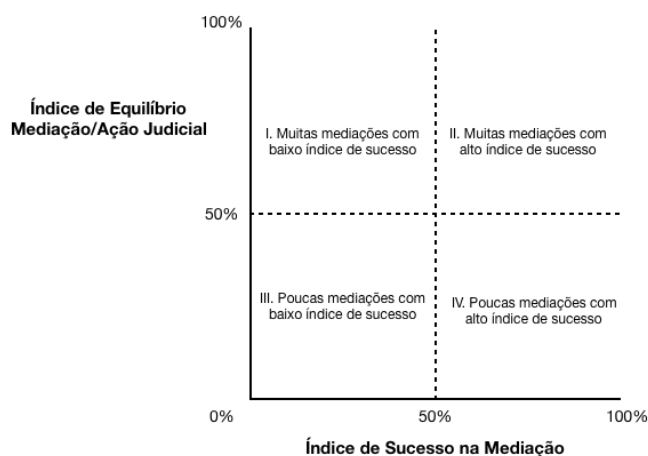 100%
Índice de Equilíbrio
Mediação/Ação Judicial
I. Muitas mediações com
baixo índice de sucesso
II. Muitas mediações com
alto índice de sucesso
50%
III. Poucas mediações com
baixo índice de sucesso
IV. Poucas mediações com
alto índice de sucesso
0%
50%
100%
Índice de Sucesso na Mediação